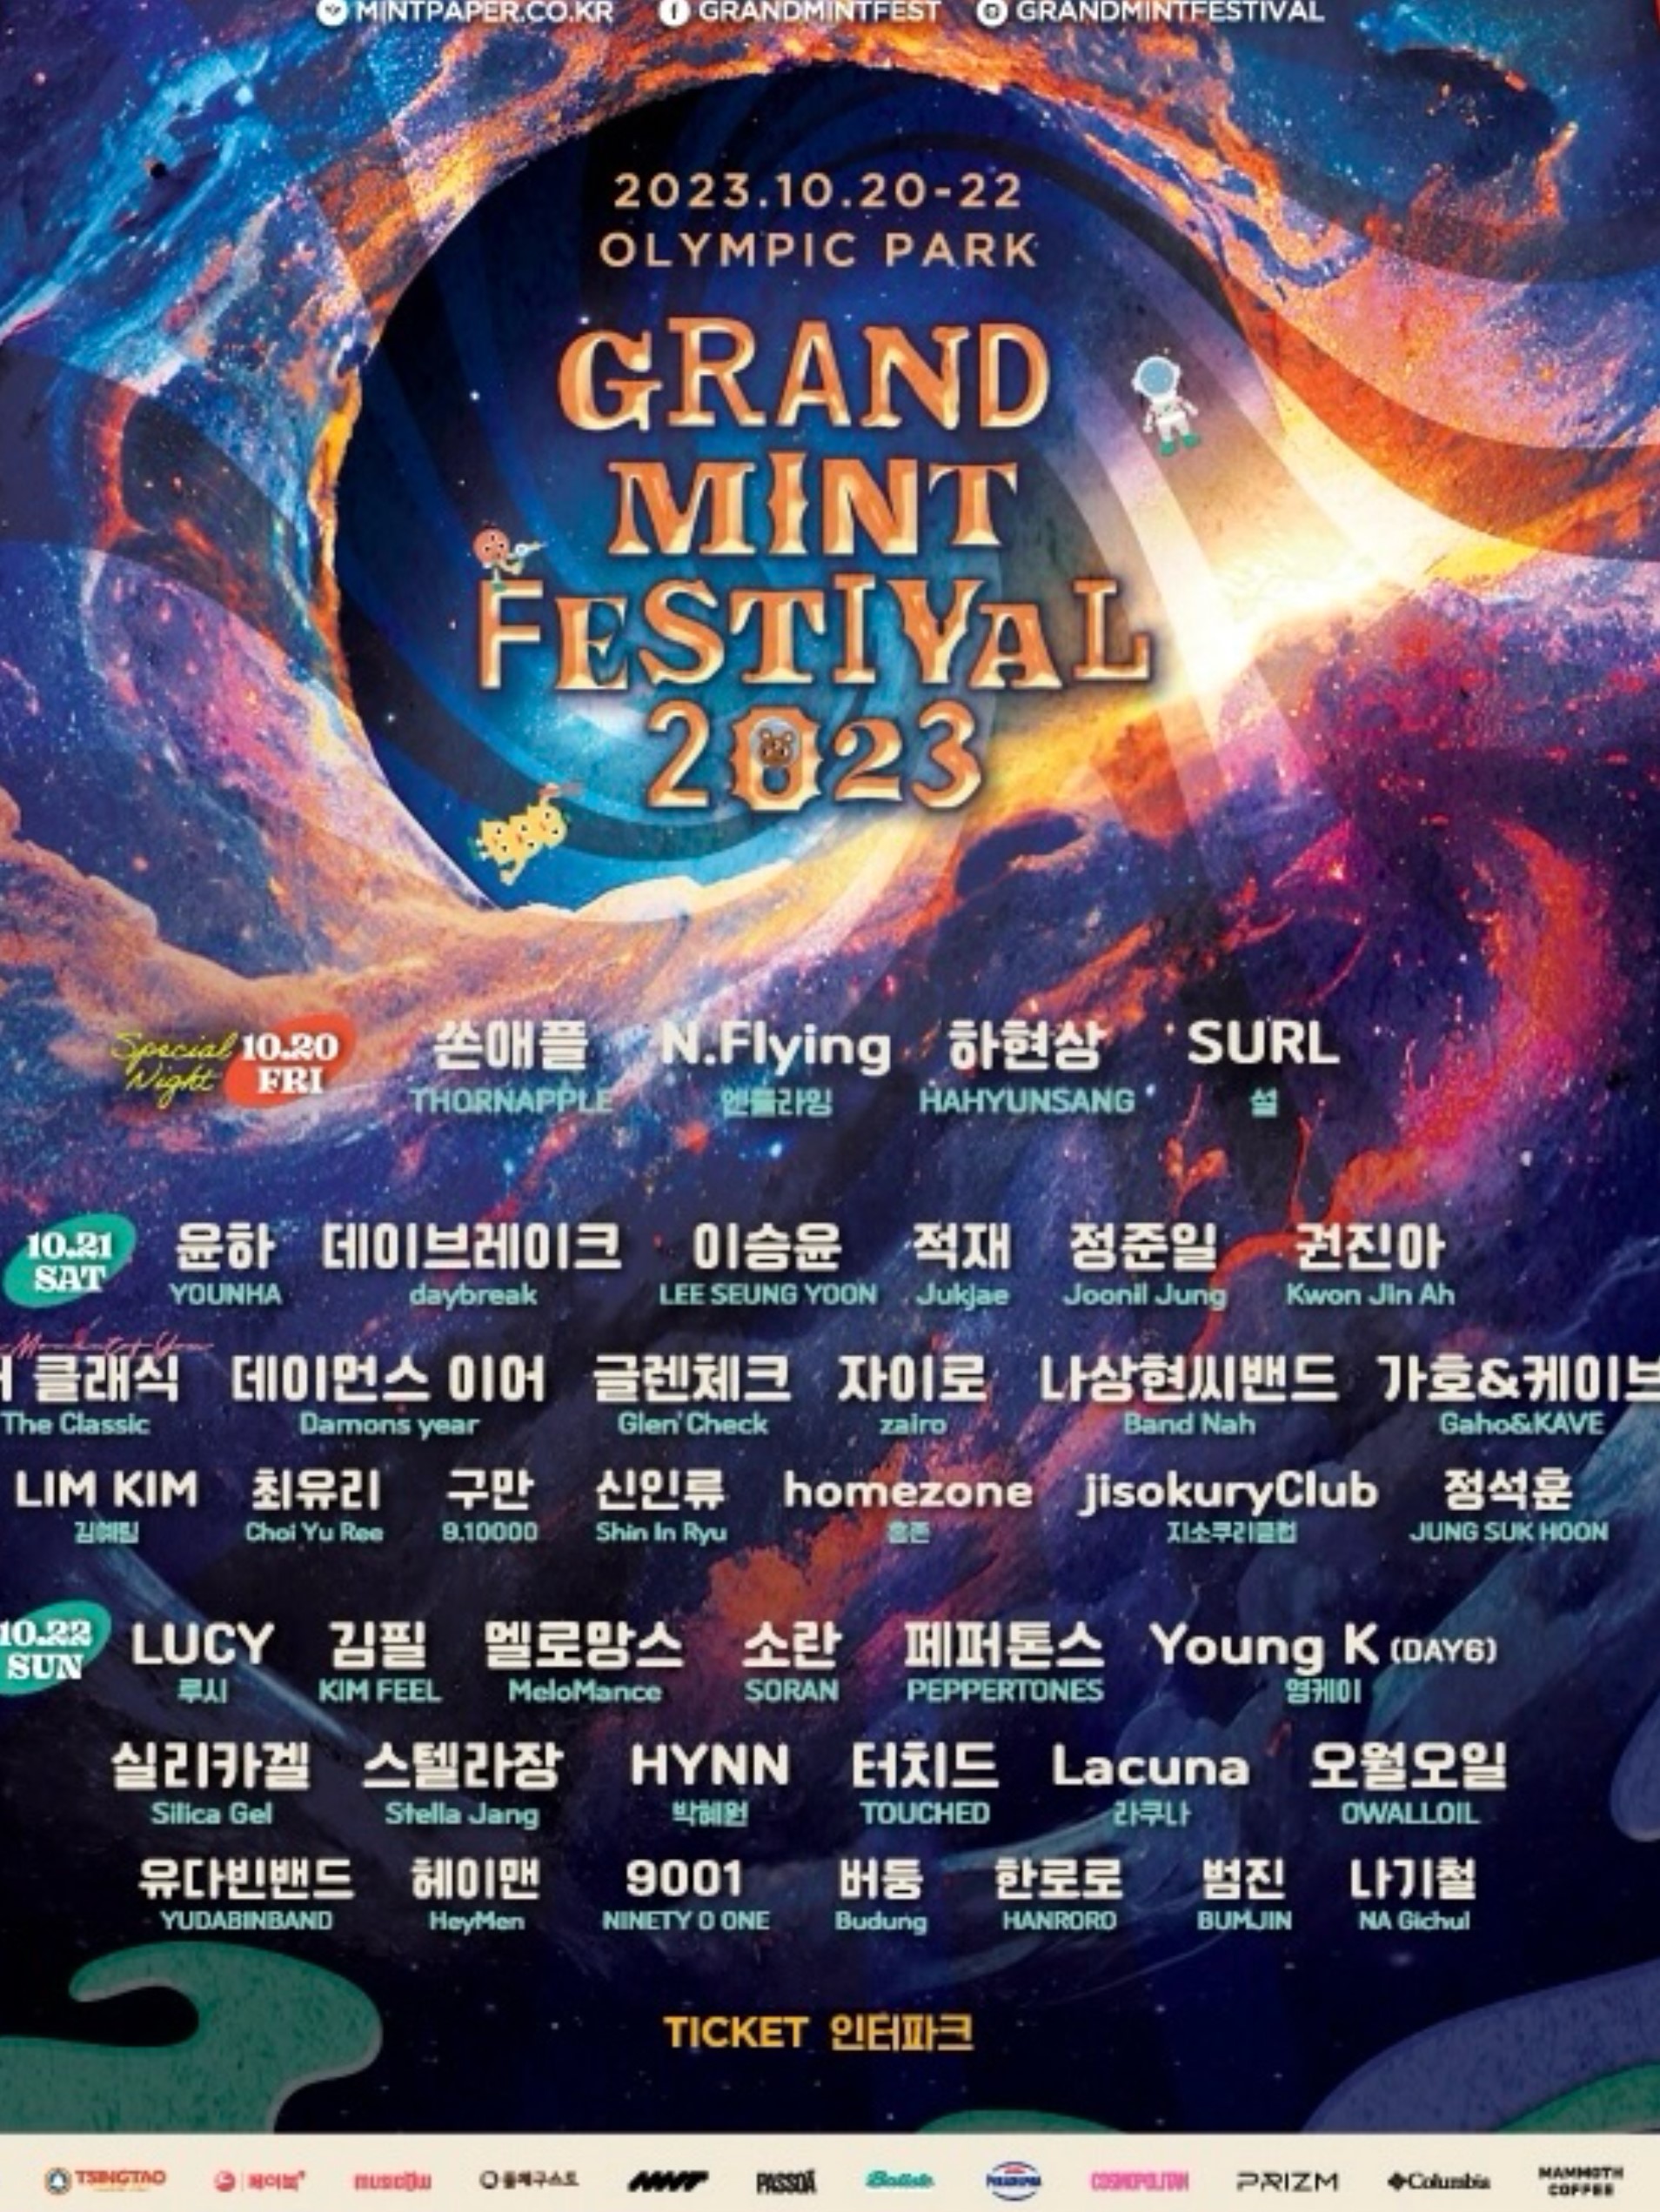 MINTPAPER.CO.KR GRANDMINTFEST GRANDMINTFESTIVAL
2023.10.20-22
OLYMPIC PARK
GRAND
MINT
FESTIVAL
2023
Special Night 10.20 FRI
쏜애플 N.Flying 하현상 SURL
THORNAPPLE 엔플라잉 HAHYUNSANG 설
10.21 SAT
윤하 데이브레이크 이승윤 적재 정준일 권진아
YOUNHA daybreak LEE SEUNG YOON Jukjae Joonil Jung Kwon Jin Ah
Moment of You
클래식 데이먼스 이어 글렌체크 자이로 나상현씨밴드 가호&케이브
The Classic Damons year Glen Check zairo Band Nah Gaho&KAVE
LIM KIM 최유리 구만 신인류 homezone jisokuryClub 정석훈
김예림 Choi Yu Ree 9.10000 Shin In Ryu 홈존 지소쿠리클럽 JUNG SUK HOON
10.22 SUN
LUCY 김필 멜로망스 소란 페퍼톤스 Young K (DAY6)
루시 KIM FEEL MeloMance SORAN PEPPERTONES 영케이
실리카겔 스텔라장 HYNN 터치드 Lacuna 오월오일
Silica Gel Stella Jang 박혜원 TOUCHED 라쿠나 OWALLOIL
유다빈밴드 헤이맨 9001 버둥 한로로 범진 나기철
YUDABINBAND HeyMen NINETY O ONE Budung HANRORO BUMJIN NA Gichul
TICKET 인터파크
TSINGTAO PASSOÃ COSMOPOLITAN PRIZM Columbia MAMMOTH COFFEE